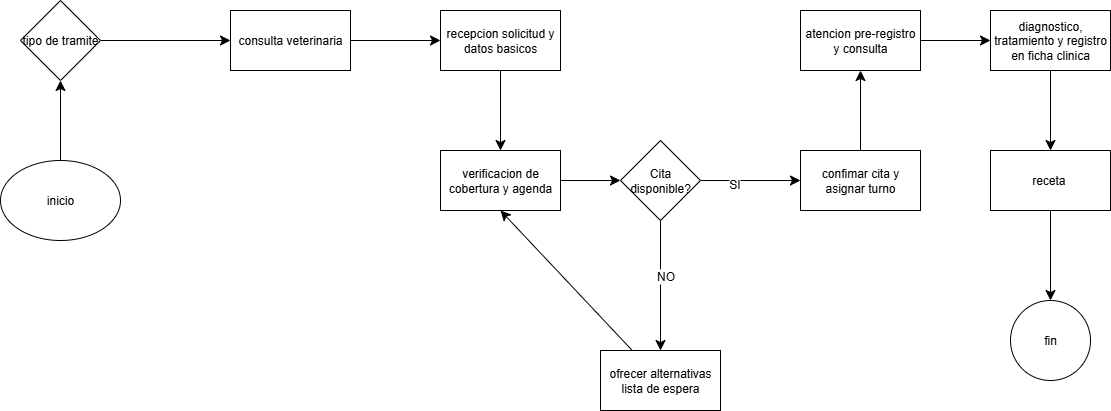 tipo de tramite
consulta veterinaria
recepcion solicitud y
datos basicos
atencion pre-registro
y consulta
diagnostico,
tratamiento y registro
en ficha clinica
inicio
verificacion de
cobertura y agenda
Cita
disponible?
SI
confimar cita y
asignar turno
receta
NO
ofrecer alternativas
lista de espera
fin